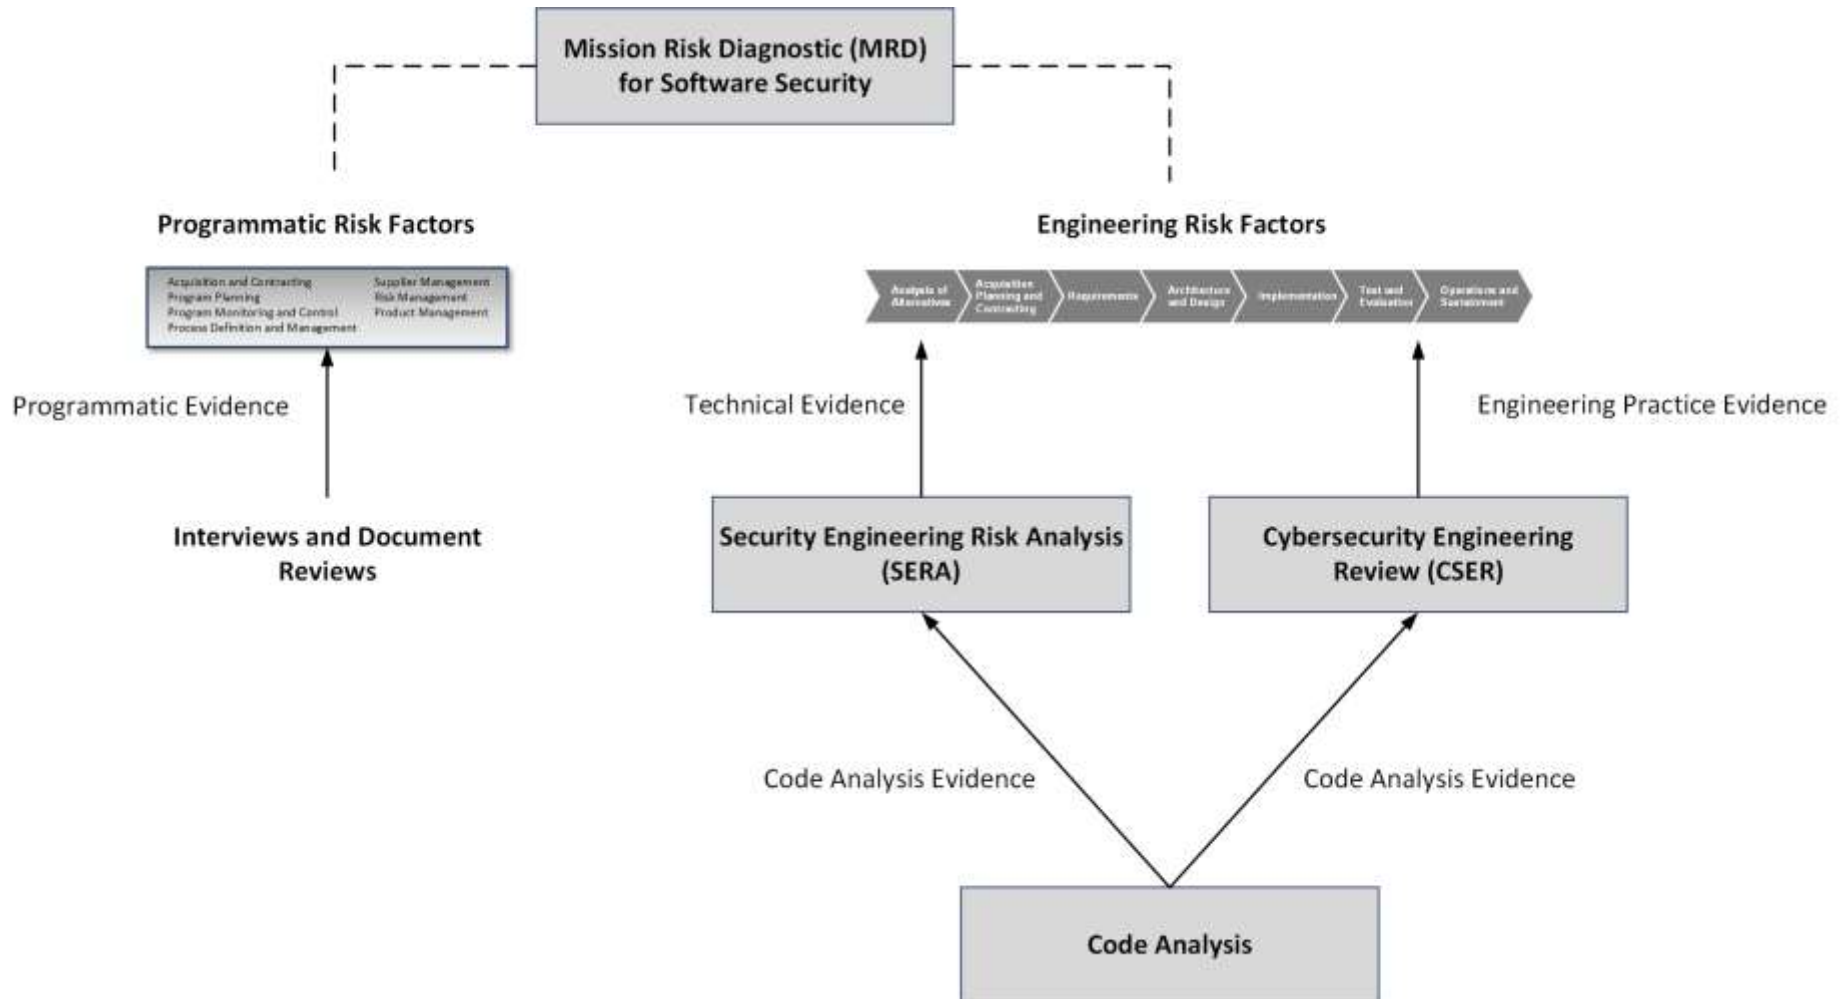 Mission Risk Diagnostic (MRD)
for Software Security
Programmatic Risk Factors
Engineering Risk Factors
Acquisition and Contracting
Program Planning
Program Monitoring and Control
Process Definition and Management
Supplier Management
Risk Management
Product Management
Analysis of
Alternatives
Acquisition
Planning and
Contracting
Requirements
Architecture
and Design
Implementation
Test and
Evaluation
Operations and
Sustainment
Programmatic Evidence
Technical Evidence
Engineering Practice Evidence
Interviews and Document
Reviews
Security Engineering Risk Analysis
(SERA)
Cybersecurity Engineering
Review (CSER)
Code Analysis Evidence
Code Analysis Evidence
Code Analysis